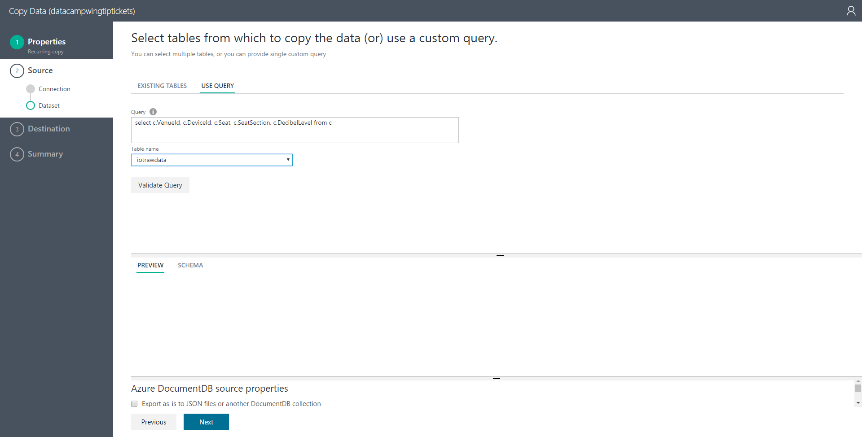 Copy Data (datacampwingtiptickets)
1 Properties
Recurring copy
2 Source
Connection
Dataset
3 Destination
4 Summary
Select tables from which to copy the data (or) use a custom query.
You can select multiple tables, or you can provide single custom query.
EXISTING TABLES USE QUERY
Query
select c.VenueId, c.DeviceId, c.Seat, c.SeatSection, c.DecibelLevel from c
Table name
iotrawdata
Validate Query
PREVIEW SCHEMA
Azure DocumentDB source properties
Export as-is to JSON files or another DocumentDB collection
Previous Next